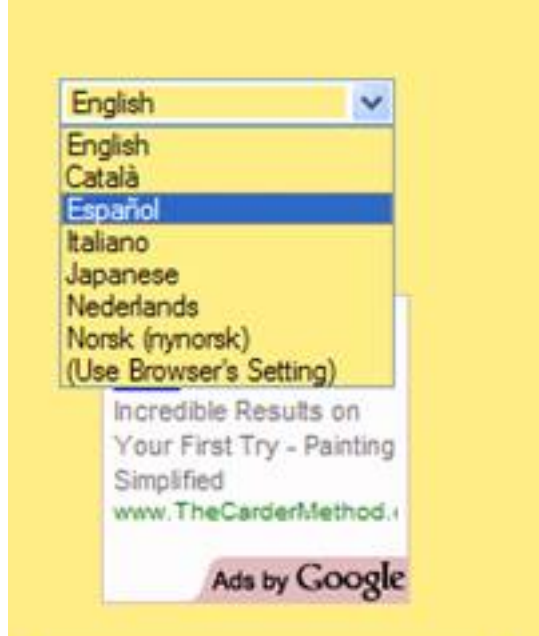 English
English
Català
Español
Italiano
Japanese
Nederlands
Norsk (nynorsk)
(Use Browser's Setting)
Incredible Results on
Your First Try - Painting
Simplified
www.TheCarderMethod.
Ads by Google